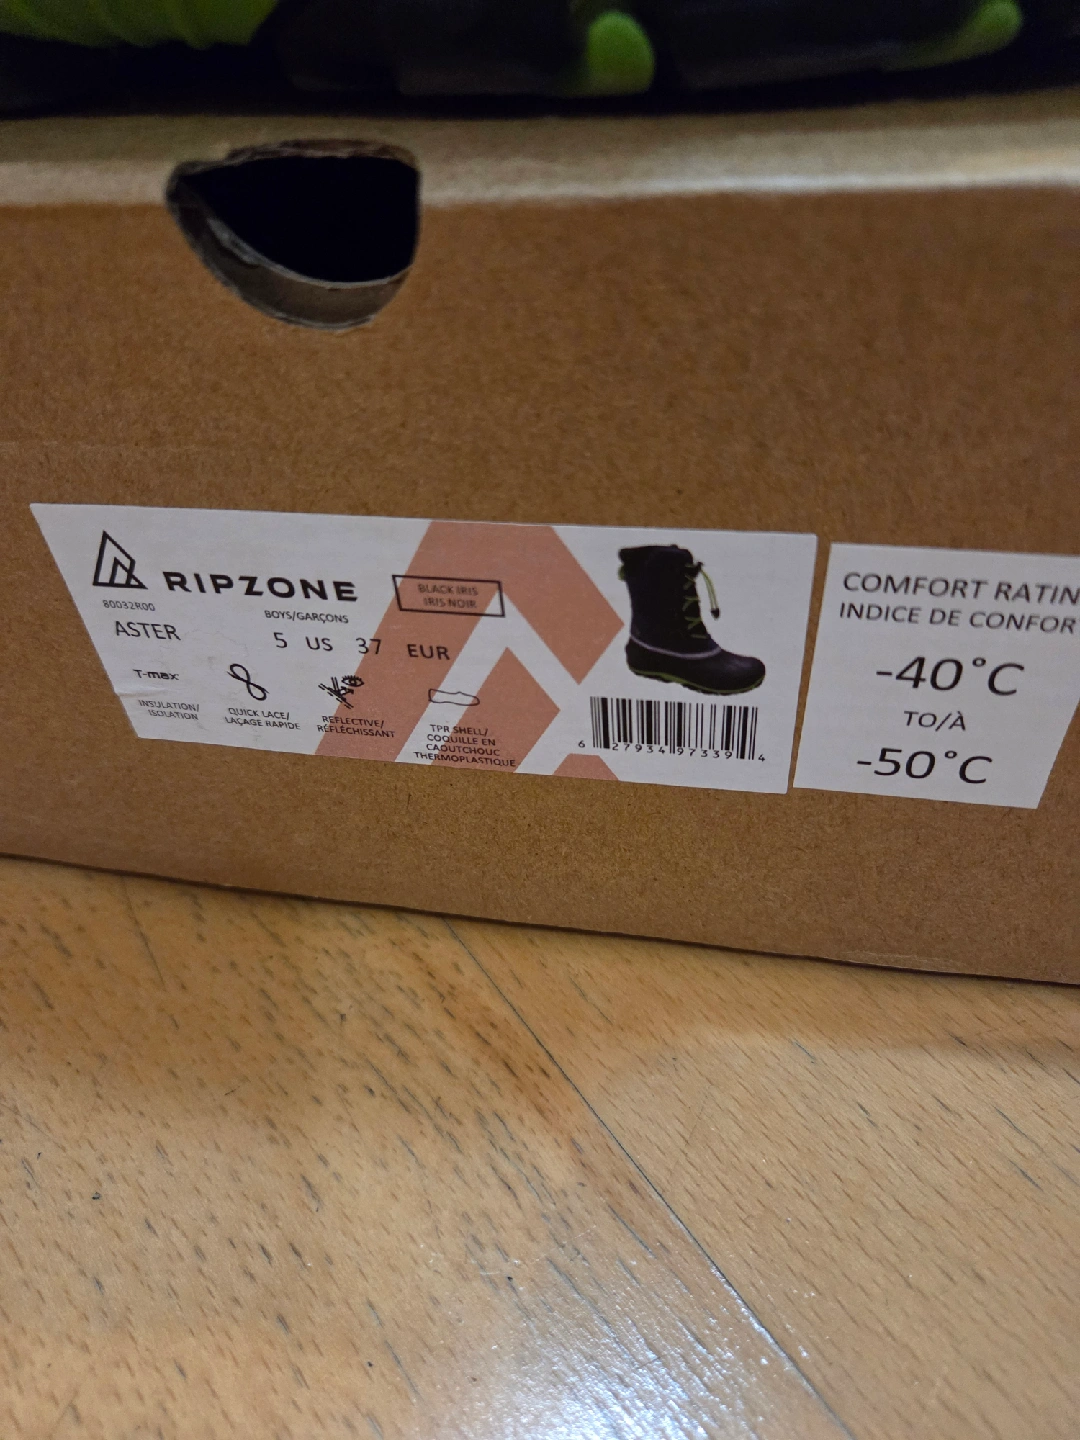 RIPZONE
BLACK IRIS
IRIS NOIR
80032R00
BOYS/GARÇONS
ASTER
5 US 37 EUR
T-max
INSULATION/
ISOLATION
QUICK LACE/
LAÇAGE RAPIDE
REFLECTIVE/
RÉFLÉCHISSANT
TPR SHELL/
COQUILLE EN
CAOUTCHOUC
THERMOPLASTIQUE
6 27934 97339 4
COMFORT RATIN
INDICE DE CONFOR
-40°C
TO/À
-50°C